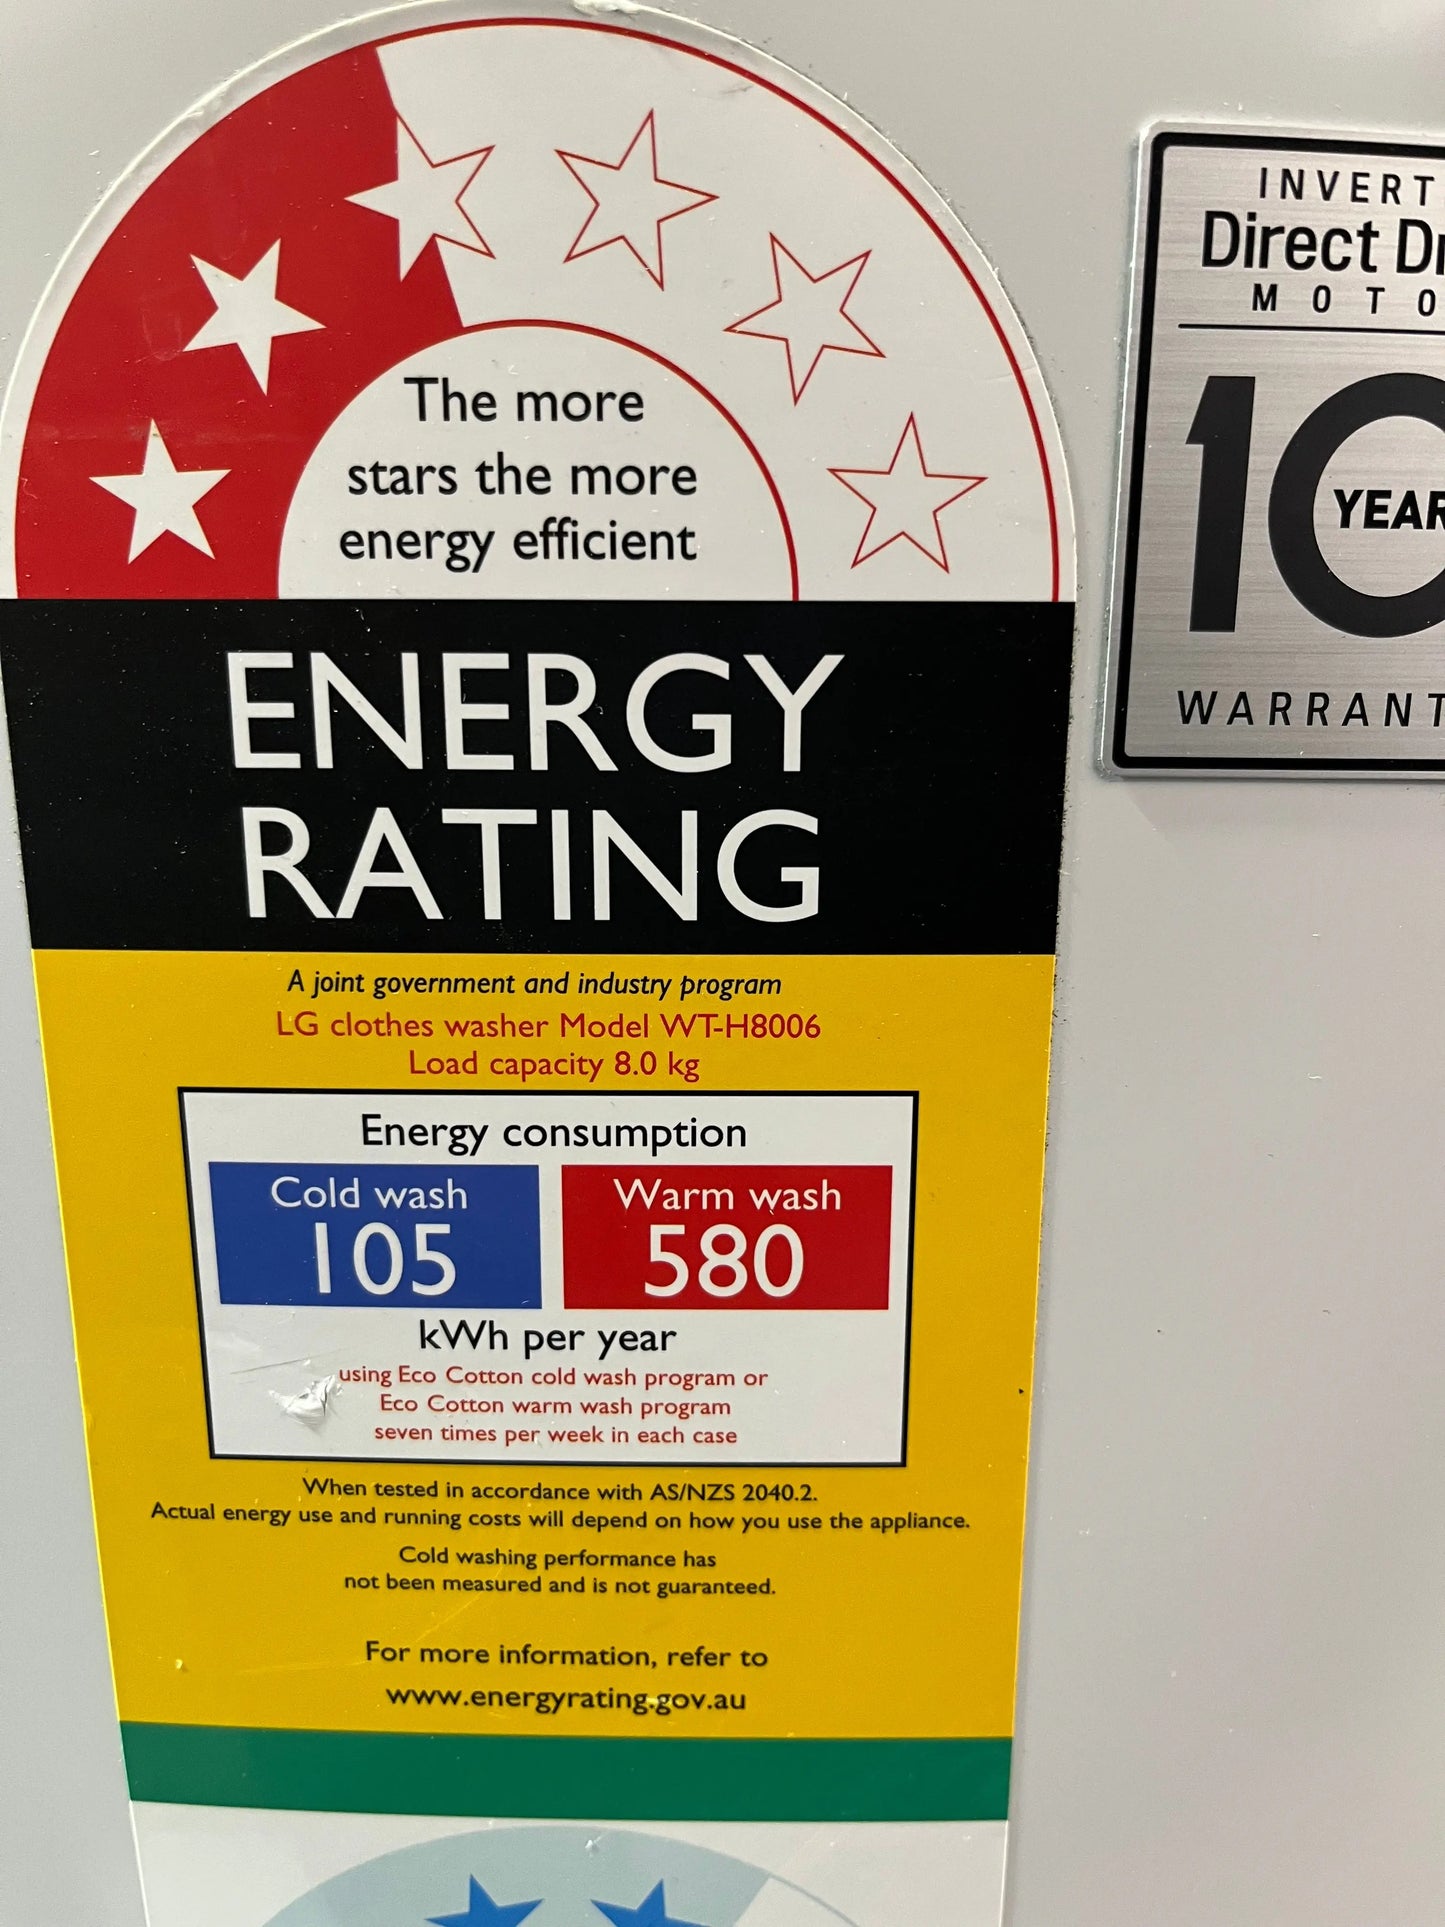 The more
stars the more
energy efficient
ENERGY
RATING
A joint government and industry program
LG clothes washer Model WT-H8006
Load capacity 8.0 kg
Energy consumption
Cold wash Warm wash
105 580
kWh per year
using Eco Cotton cold wash program or
Eco Cotton warm wash program
seven times per week in each case
When tested in accordance with AS/NZS 2040.2.
Actual energy use and running costs will depend on how you use the appliance.
Cold washing performance has
not been measured and is not guaranteed.
For more information, refer to
www.energyrating.gov.au
INVERT
Direct Dr
MOTO
10
YEAR
WARRANT